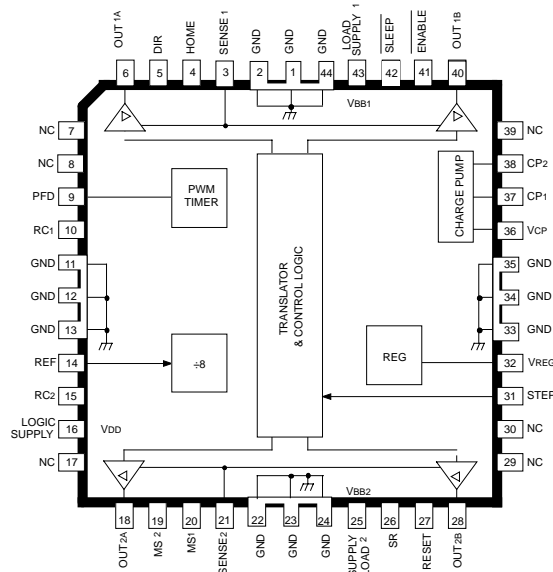 OUT1A
DIR
HOME
SENSE 1
GND
GND
GND
LOAD
SUPPLY 1
SLEEP
ENABLE
OUT1B
6
5
4
3
2
1
44
43
42
41
40
VBB1
NC 7
NC 8
PFD 9
RC1 10
GND 11
GND 12
GND 13
REF 14
RC2 15
LOGIC
SUPPLY 16
NC 17
PWM
TIMER
÷8
VDD
TRANSLATOR
& CONTROL LOGIC
CHARGE PUMP
REG
39 NC
38 CP2
37 CP1
36 VCP
35 GND
34 GND
33 GND
32 VREG
31 STEP
30 NC
29 NC
VBB2
18
19
20
21
22
23
24
25
26
27
28
OUT2A
MS 2
MS1
SENSE2
GND
GND
GND
SUPPLY
LOAD 2
SR
RESET
OUT2B